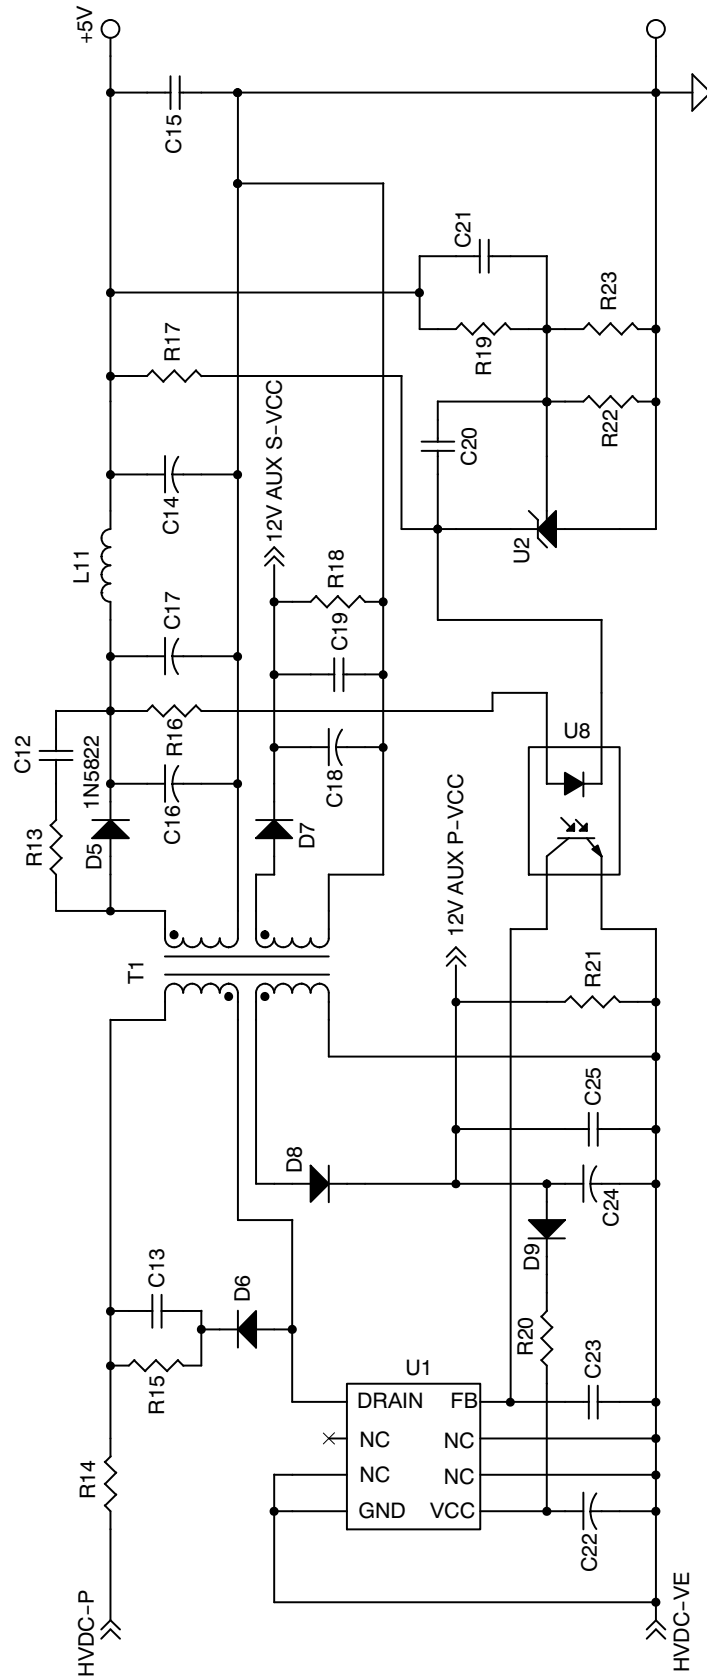 +5V
C15
C21
R17
R19
R23
C14
12V AUX S–VCC
C20
R22
L11
U2
C17
R18
C19
C12
R16
1N5822
U8
C16
C18
R13
D5
D7
12V AUX P–VCC
T1
R21
C25
D8
C24
C13
D6
D9
R15
R20
U1
C23
DRAIN
FB
NC
NC
NC
NC
GND
VCC
R14
C22
HVDC–P
HVDC–VE